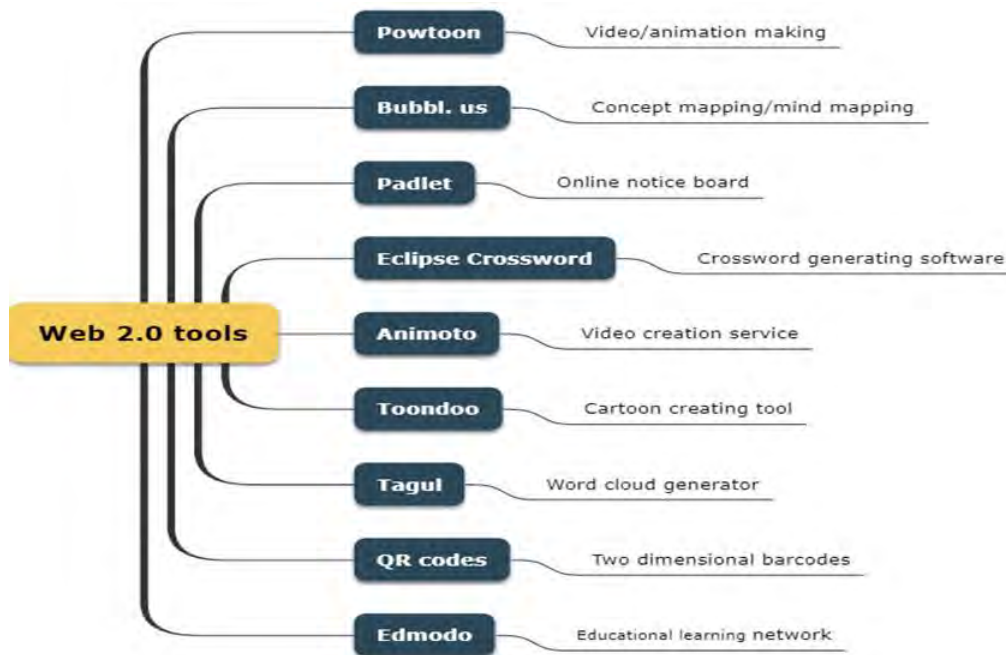 Powtoon Video/animation making
Bubbl. us Concept mapping/mind mapping
Padlet Online notice board
Eclipse Crossword Crossword generating software
Web 2.0 tools Animoto Video creation service
Toondoo Cartoon creating tool
Tagul Word cloud generator
QR codes Two dimensional barcodes
Edmodo Educational learning network